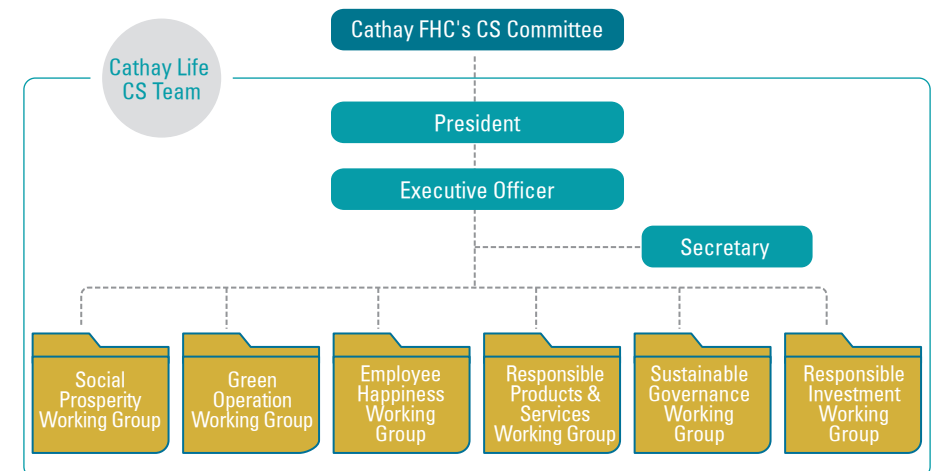 Cathay FHC's CS Committee
Cathay Life
CS Team
President
Executive Officer
Secretary
Social
Prosperity
Working Group
Green
Operation
Working Group
Employee
Happiness
Working
Group
Responsible
Products &
Services
Working Group
Sustainable
Governance
Working
Group
Responsible
Investment
Working
Group